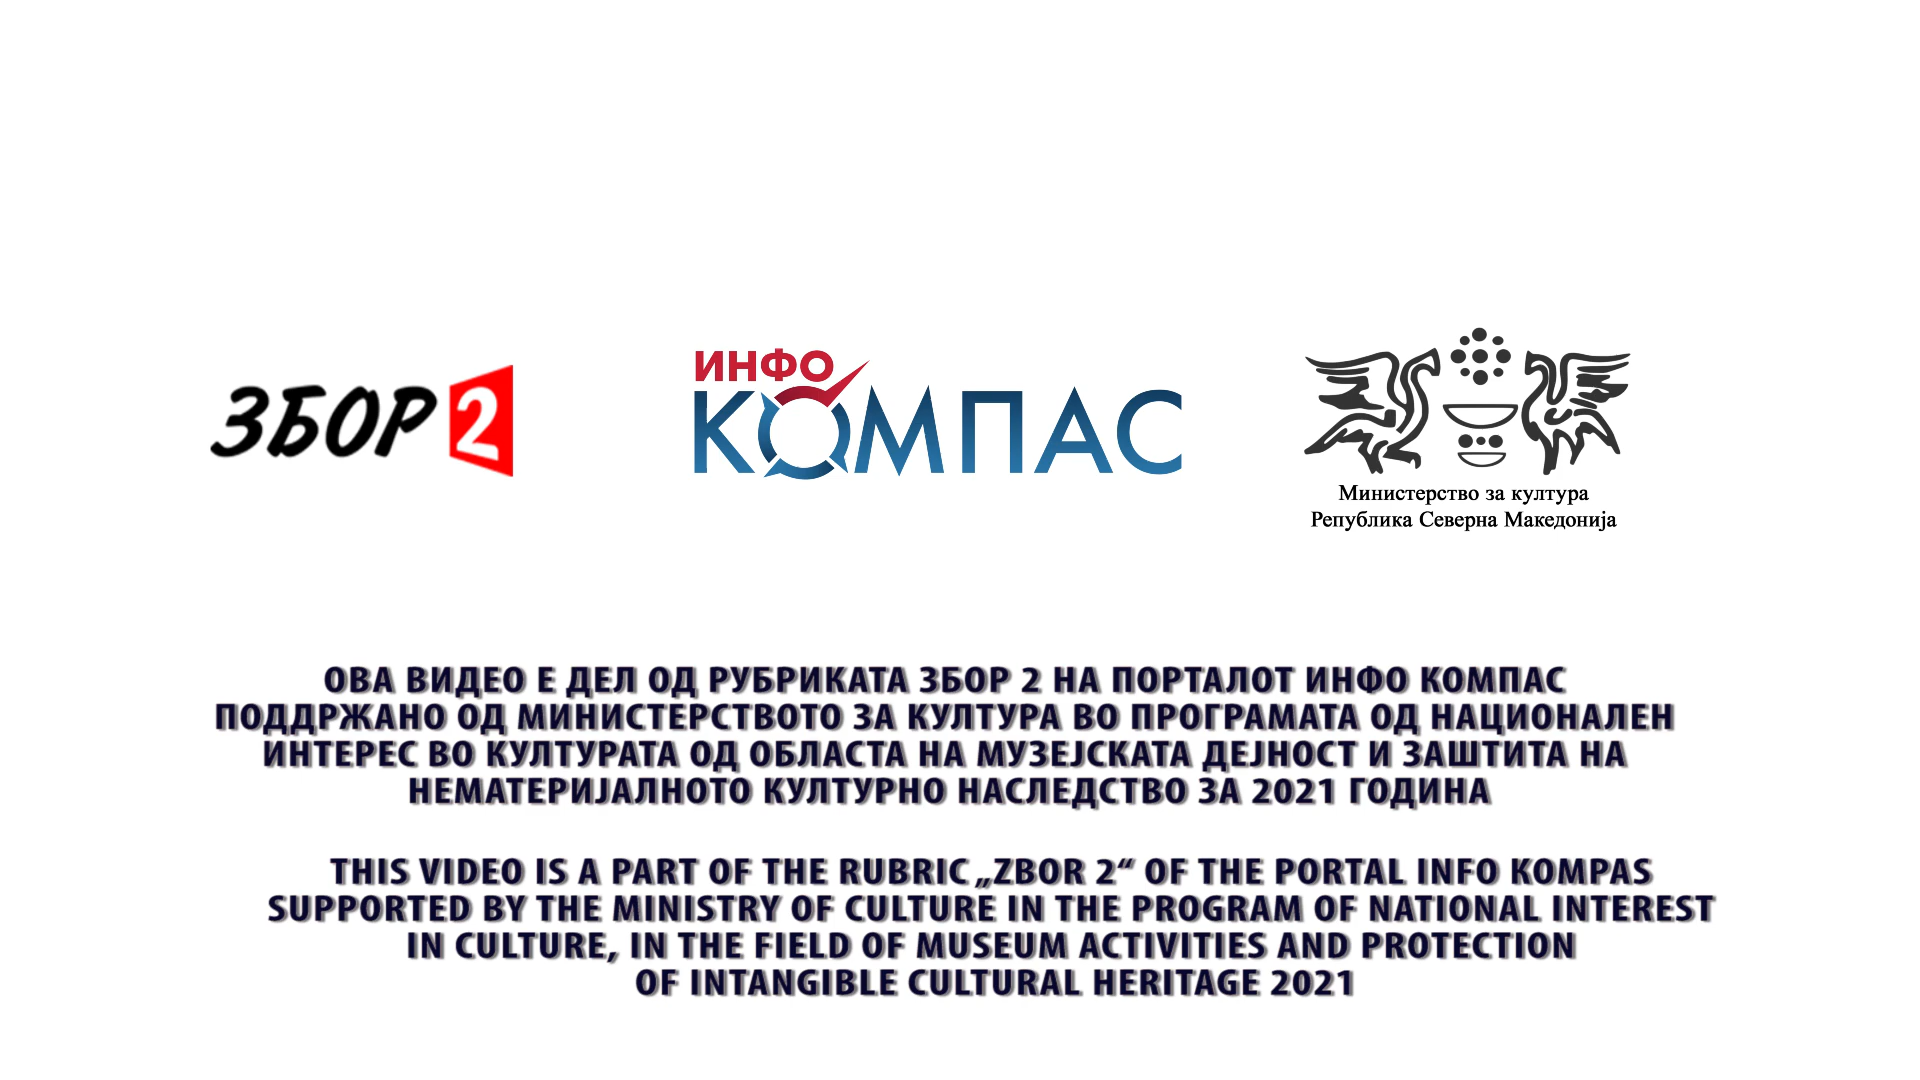 ЗБОР 2
ИНФО
КОМПАС
Министерство за култура
Република Северна Македонија
ОВА ВИДЕО Е ДЕЛ ОД РУБРИКАТА ЗБОР 2 НА ПОРТАЛОТ ИНФО КОМПАС
ПОДДРЖАНО ОД МИНИСТЕРСТВОТО ЗА КУЛТУРА ВО ПРОГРАМАТА ОД НАЦИОНАЛЕН
ИНТЕРЕС ВО КУЛТУРАТА ОД ОБЛАСТА НА МУЗЕЈСКАТА ДЕЈНОСТ И ЗАШТИТА НА
НЕМАТЕРИЈАЛНОТО КУЛТУРНО НАСЛЕДСТВО ЗА 2021 ГОДИНА
THIS VIDEO IS A PART OF THE RUBRIC „ZBOR 2“ OF THE PORTAL INFO KOMPAS
SUPPORTED BY THE MINISTRY OF CULTURE IN THE PROGRAM OF NATIONAL INTEREST
IN CULTURE, IN THE FIELD OF MUSEUM ACTIVITIES AND PROTECTION
OF INTANGIBLE CULTURAL HERITAGE 2021